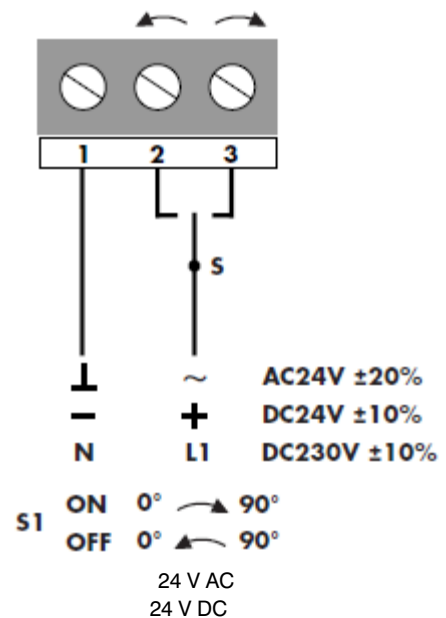 1 2 3
S
~ AC24V ±20%
– + DC24V ±10%
N L1 DC230V ±10%
S1
ON 0° 90°
OFF 0° 90°
24 V AC
24 V DC